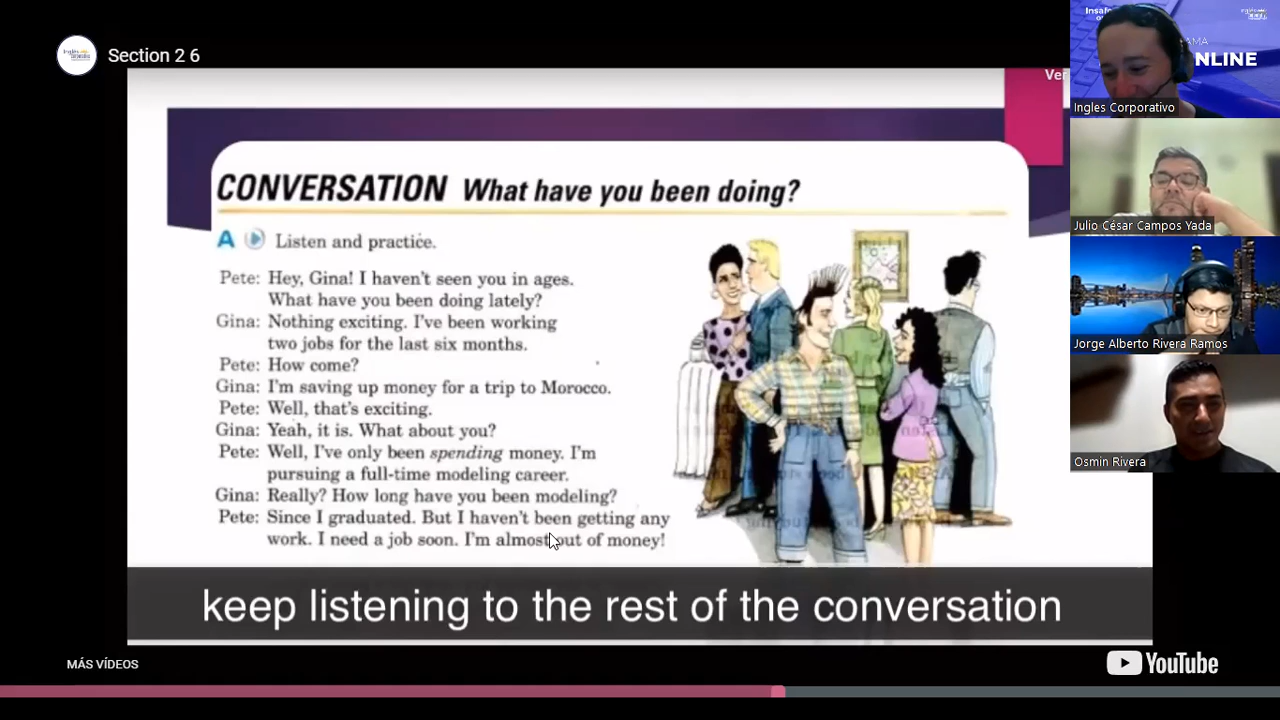 Section 2 6
Ver
CONVERSATION What have you been doing?
A Listen and practice.
Pete: Hey, Gina! I haven't seen you in ages.
What have you been doing lately?
Gina: Nothing exciting. I've been working
two jobs for the last six months.
Pete: How come?
Gina: I'm saving up money for a trip to Morocco.
Pete: Well, that's exciting.
Gina: Yeah, it is. What about you?
Pete: Well, I've only been spending money. I'm
pursuing a full-time modeling career.
Gina: Really? How long have you been modeling?
Pete: Since I graduated. But I haven't been getting any
work. I need a job soon. I'm almost out of money!
keep listening to the rest of the conversation
MÁS VÍDEOS
YouTube
Insafo
AMA
NLINE
Ingles Corporativo
Julio César Campos Yada
Jorge Alberto Rivera Ramos
Osmin Rivera